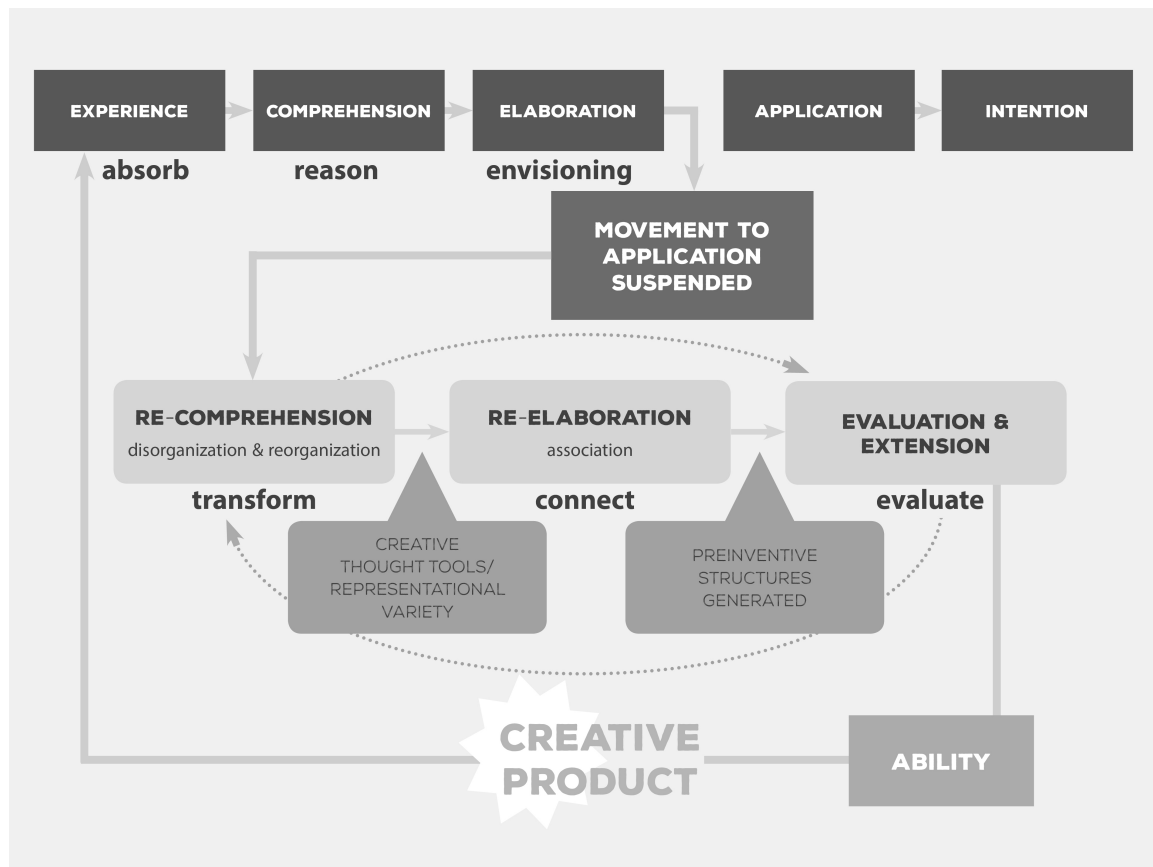 EXPERIENCE
COMPREHENSION
ELABORATION
APPLICATION
INTENTION
absorb
reason
envisioning
MOVEMENT TO
APPLICATION
SUSPENDED
RE-COMPREHENSION
disorganization & reorganization
RE-ELABORATION
association
EVALUATION &
EXTENSION
transform
connect
evaluate
CREATIVE
THOUGHT TOOLS/
REPRESENTATIONAL
VARIETY
PREINVENTIVE
STRUCTURES
GENERATED
CREATIVE
PRODUCT
ABILITY